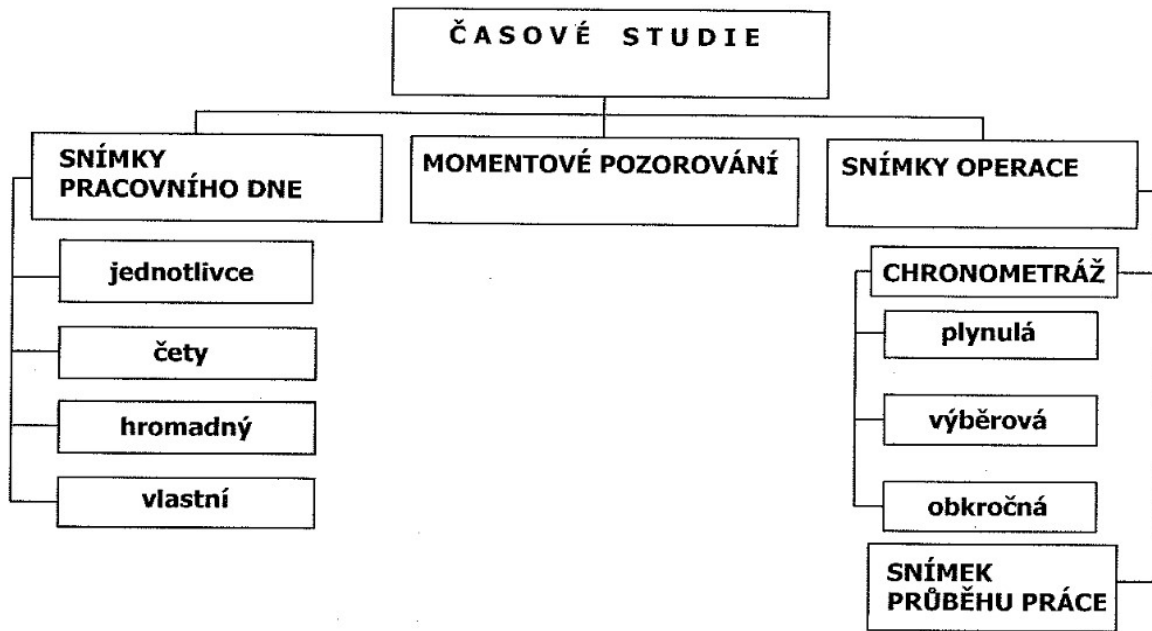 ČASOVÉ STUDIE
SNÍMKY
PRACOVNÍHO DNE
jednotlivce
čety
hromadný
vlastní
MOMENTOVÉ POZOROVÁNÍ
SNÍMKY OPERACE
CHRONOMETRÁŽ
plynulá
výběrová
obkročná
SNÍMEK
PRŮBĚHU PRÁCE